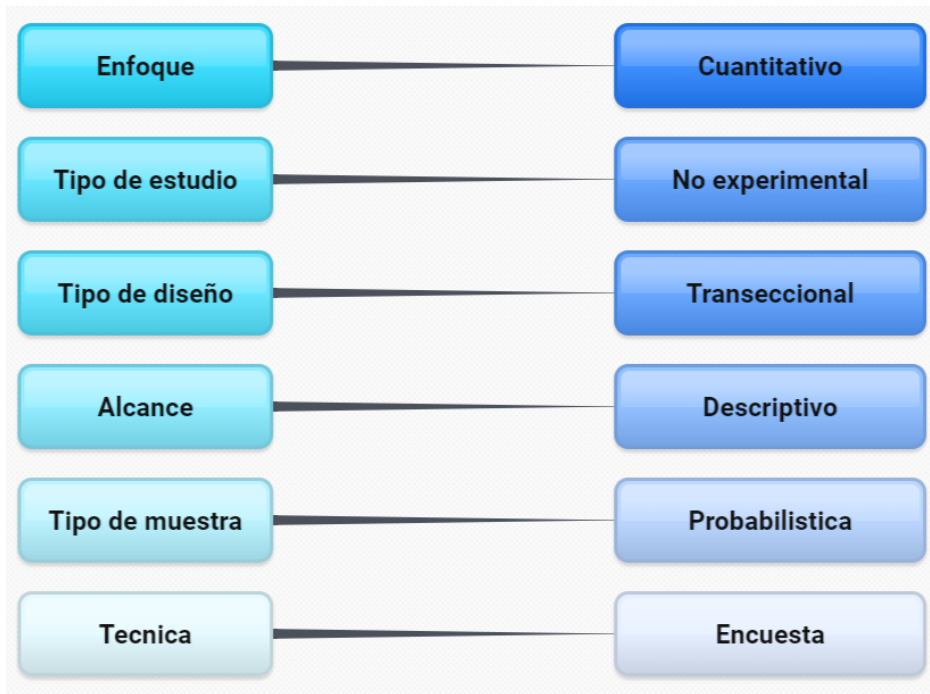 Enfoque
Cuantitativo
Tipo de estudio
No experimental
Tipo de diseño
Transeccional
Alcance
Descriptivo
Tipo de muestra
Probabilistica
Tecnica
Encuesta